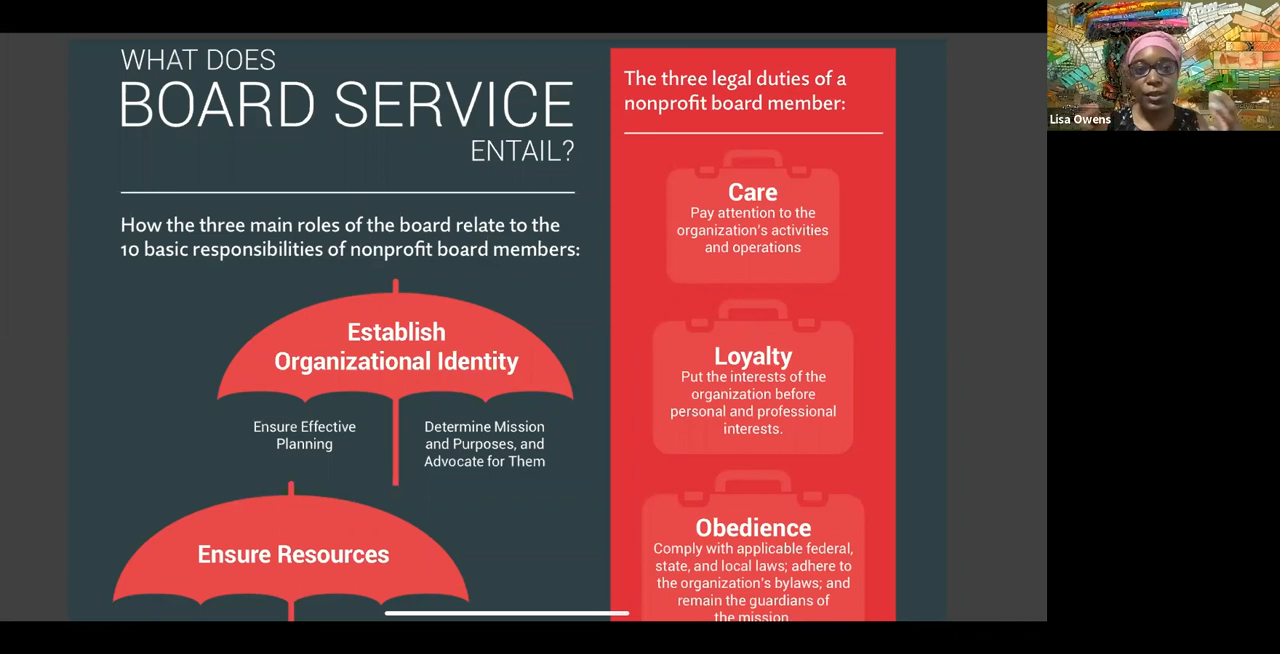 WHAT DOES
BOARD SERVICE
ENTAIL?
How the three main roles of the board relate to the
10 basic responsibilities of nonprofit board members:
Establish
Organizational Identity
Ensure Effective
Planning
Determine Mission
and Purposes, and
Advocate for Them
Ensure Resources
The three legal duties of a
nonprofit board member:
Care
Pay attention to the
organization's activities
and operations
Loyalty
Put the interests of the
organization before
personal and professional
interests.
Obedience
Comply with applicable federal,
state, and local laws; adhere to
the organization's bylaws; and
remain the guardians of
the mission
Lisa Owens